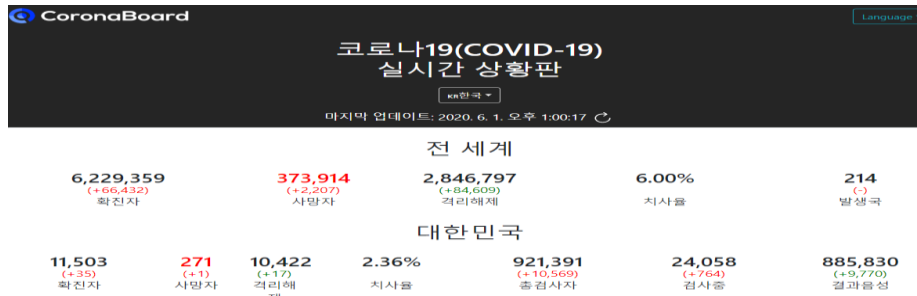 CoronaBoard
Language
코로나19(COVID-19)
실시간 상황판
KR한국
마지막 업데이트: 2020. 6. 1. 오후 1:00:17
전 세계
6,229,359 373,914 2,846,797 6.00% 214
(+66,432) (+2,207) (+84,609) (-)
확진자 사망자 격리해제 치사율 발생국
대한민국
11,503 271 10,422 2.36% 921,391 24,058 885,830
(+35) (+1) (+17) (+10,569) (+764) (+9,770)
확진자 사망자 격리해 치사율 총검사자 검사중 결과음성